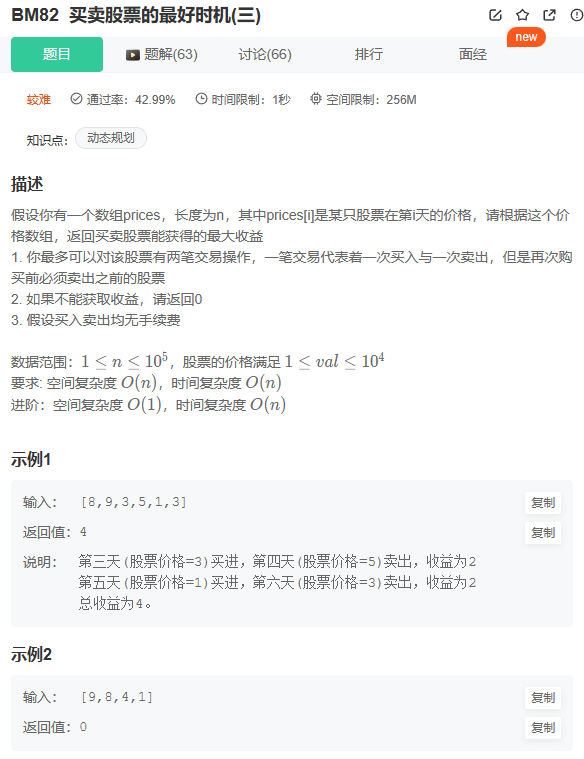 BM82 买卖股票的最好时机(三)
new
题目 题解(63) 讨论(66) 排行 面经
较难 通过率：42.99% 时间限制：1秒 空间限制：256M
知识点： 动态规划
描述
假设你有一个数组prices，长度为n，其中prices[i]是某只股票在第i天的价格，请根据这个价
格数组，返回买卖股票能获得的最大收益
1. 你最多可以对该股票有两笔交易操作，一笔交易代表着一次买入与一次卖出，但是再次购
买前必须卖出之前的股票
2. 如果不能获取收益，请返回0
3. 假设买入卖出均无手续费
数据范围：1 ≤ n ≤ 10^5，股票的价格满足 1 ≤ val ≤ 10^4
要求: 空间复杂度 O(n)，时间复杂度 O(n)
进阶：空间复杂度 O(1)，时间复杂度 O(n)
示例1
输入： [8,9,3,5,1,3] 复制
返回值：4 复制
说明： 第三天(股票价格=3)买进，第四天(股票价格=5)卖出，收益为2
第五天(股票价格=1)买进，第六天(股票价格=3)卖出，收益为2
总收益为4。
示例2
输入： [9,8,4,1] 复制
返回值：0 复制